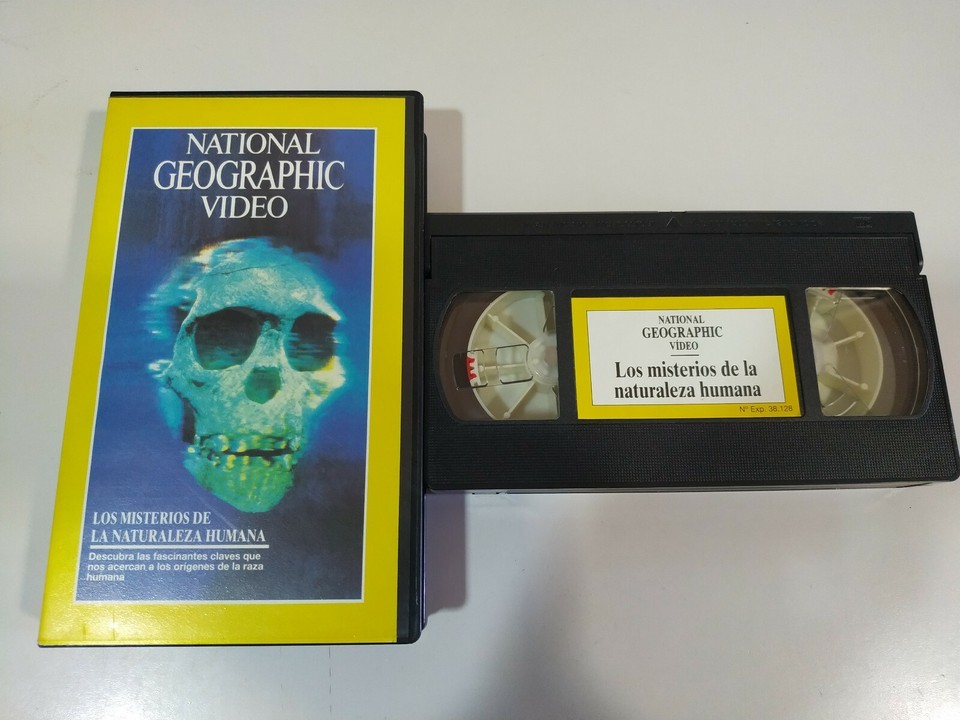 NATIONAL
GEOGRAPHIC
VIDEO
LOS MISTERIOS DE
LA NATURALEZA HUMANA
Descubra las fascinantes claves que
nos acercan a los orígenes de la raza
humana
NATIONAL
GEOGRAPHIC
VÍDEO
Los misterios de la
naturaleza humana
Nº Exp. 38.128